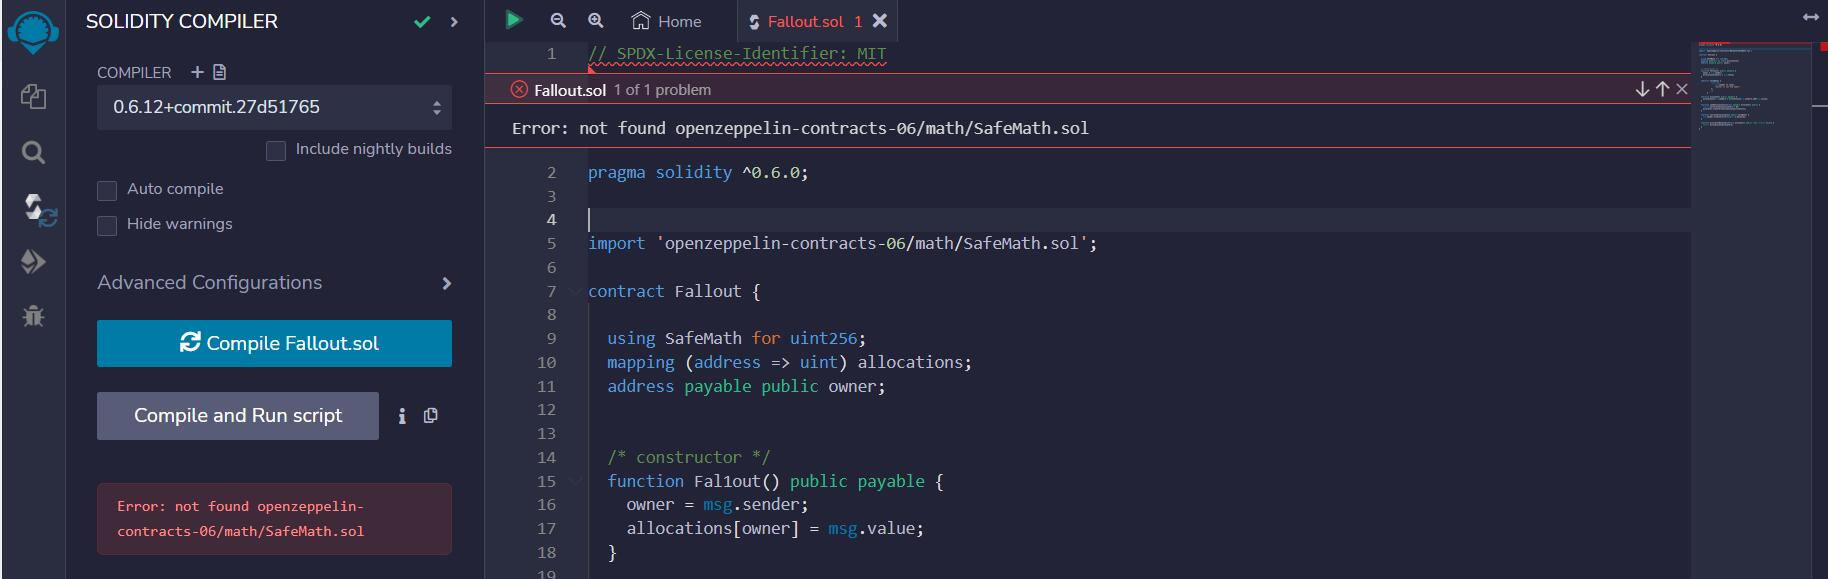 SOLIDITY COMPILER
COMPILER
0.6.12+commit.27d51765
Include nightly builds
Auto compile
Hide warnings
Advanced Configurations
Compile Fallout.sol
Compile and Run script
Error: not found openzeppelin-
contracts-06/math/SafeMath.sol
Home
Fallout.sol 1
1 // SPDX-License-Identifier: MIT
Fallout.sol 1 of 1 problem
Error: not found openzeppelin-contracts-06/math/SafeMath.sol
2 pragma solidity ^0.6.0;
3
4
5 import 'openzeppelin-contracts-06/math/SafeMath.sol';
6
7 contract Fallout {
8
9 using SafeMath for uint256;
10 mapping (address => uint) allocations;
11 address payable public owner;
12
13
14 /* constructor */
15 function Fal1out() public payable {
16 owner = msg.sender;
17 allocations[owner] = msg.value;
18 }
19